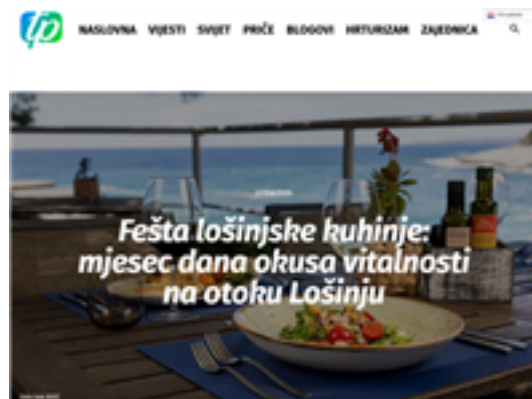 NASLOVNA VIJESTI SVIJET PRIČE BLOGOVI HRTURIZAM ZAJEDNICA
Fešta lošinjske kuhinje:
mjesec dana okusa vitalnosti
na otoku Lošinju